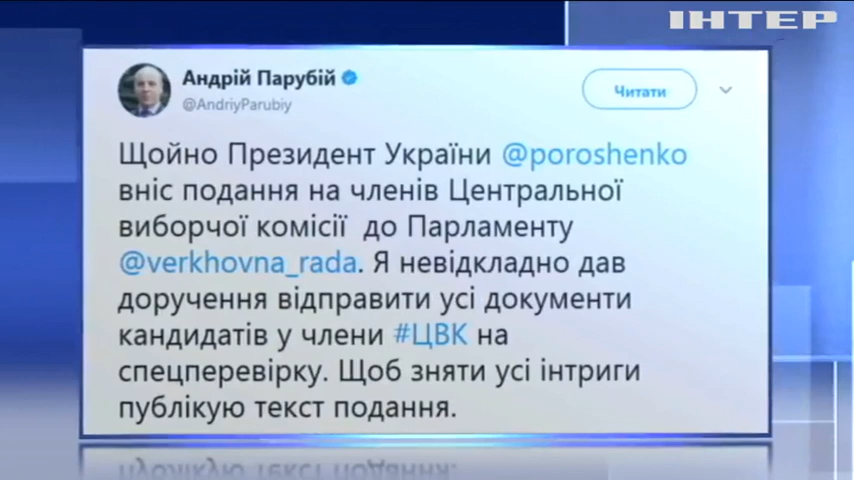 ІНТЕР
Андрій Парубій
@AndriyParubiy
Читати
Щойно Президент України @poroshenko
вніс подання на членів Центральної
виборчої комісії до Парламенту
@verkhovna_rada. Я невідкладно дав
доручення відправити усі документи
кандидатів у члени #ЦВК на
спецперевірку. Щоб зняти усі інтриги
публікую текст подання.